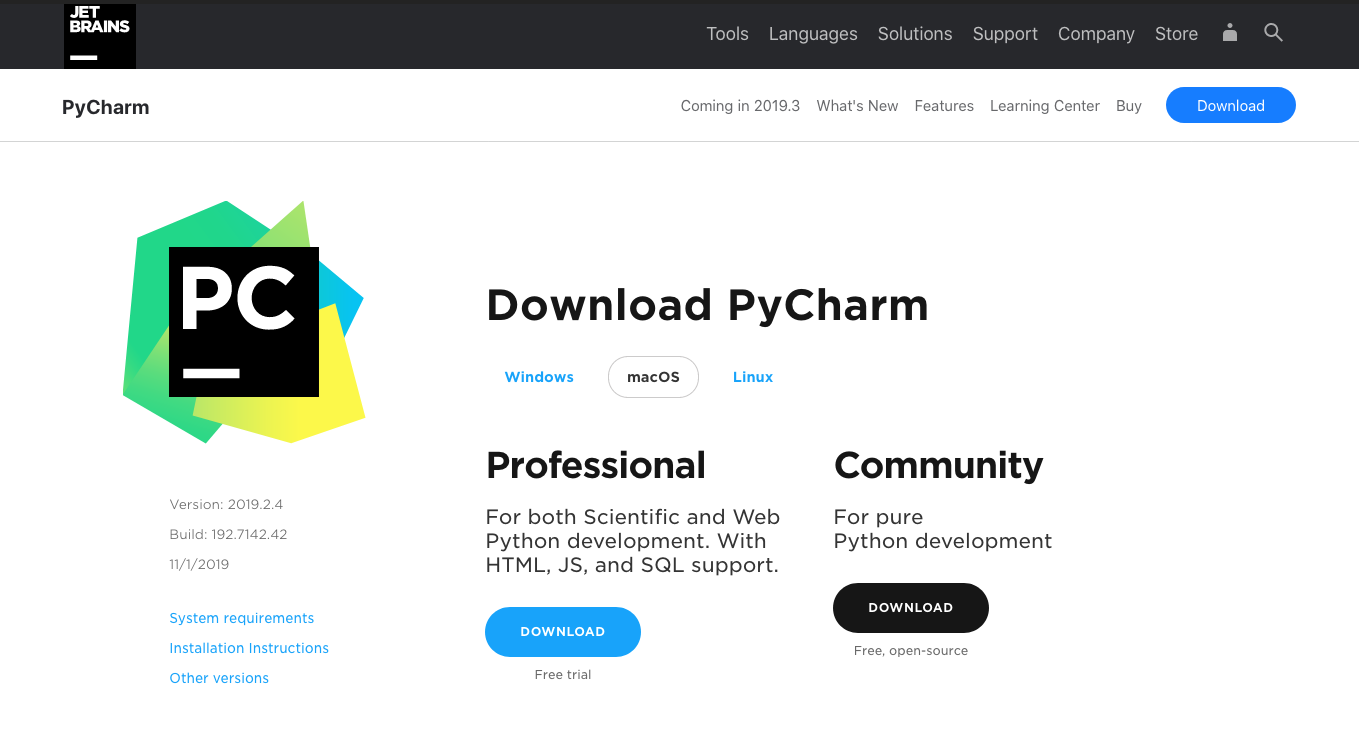 JET
BRAINS
Tools Languages Solutions Support Company Store
PyCharm
Coming in 2019.3 What's New Features Learning Center Buy Download
PC
Download PyCharm
Windows macOS Linux
Professional
For both Scientific and Web
Python development. With
HTML, JS, and SQL support.
DOWNLOAD
Free trial
Community
For pure
Python development
DOWNLOAD
Free, open-source
Version: 2019.2.4
Build: 192.7142.42
11/1/2019
System requirements
Installation Instructions
Other versions